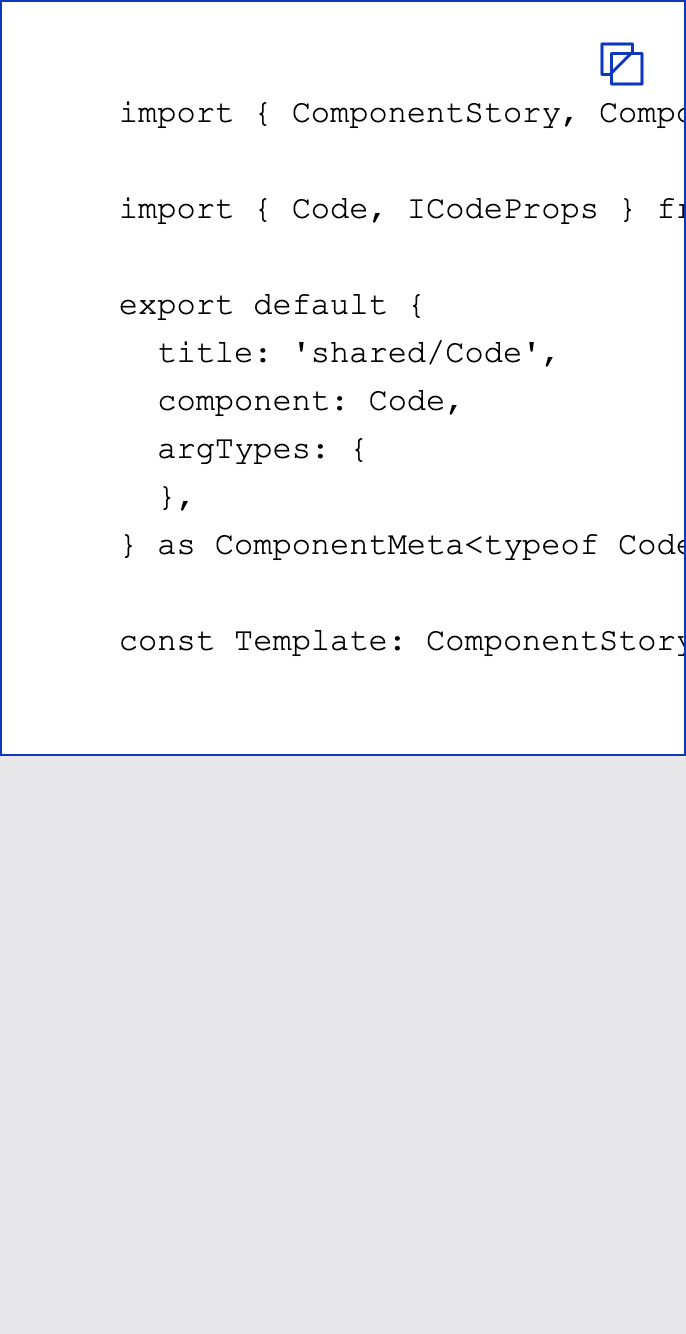 import { ComponentStory, Compo
import { Code, ICodeProps } fr
export default {
  title: 'shared/Code',
  component: Code,
  argTypes: {
  },
} as ComponentMeta<typeof Code
const Template: ComponentStory